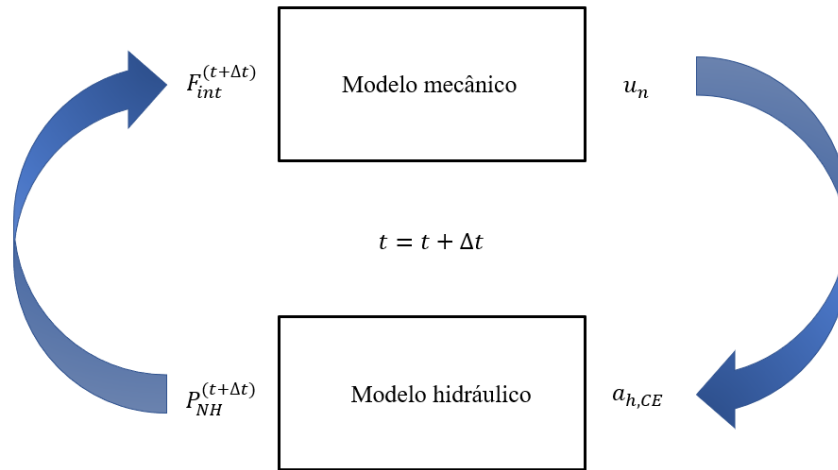 F_{int}^{(t+Δt)} Modelo mecânico u_n
t = t + Δt
P_{NH}^{(t+Δt)} Modelo hidráulico a_{h,CE}